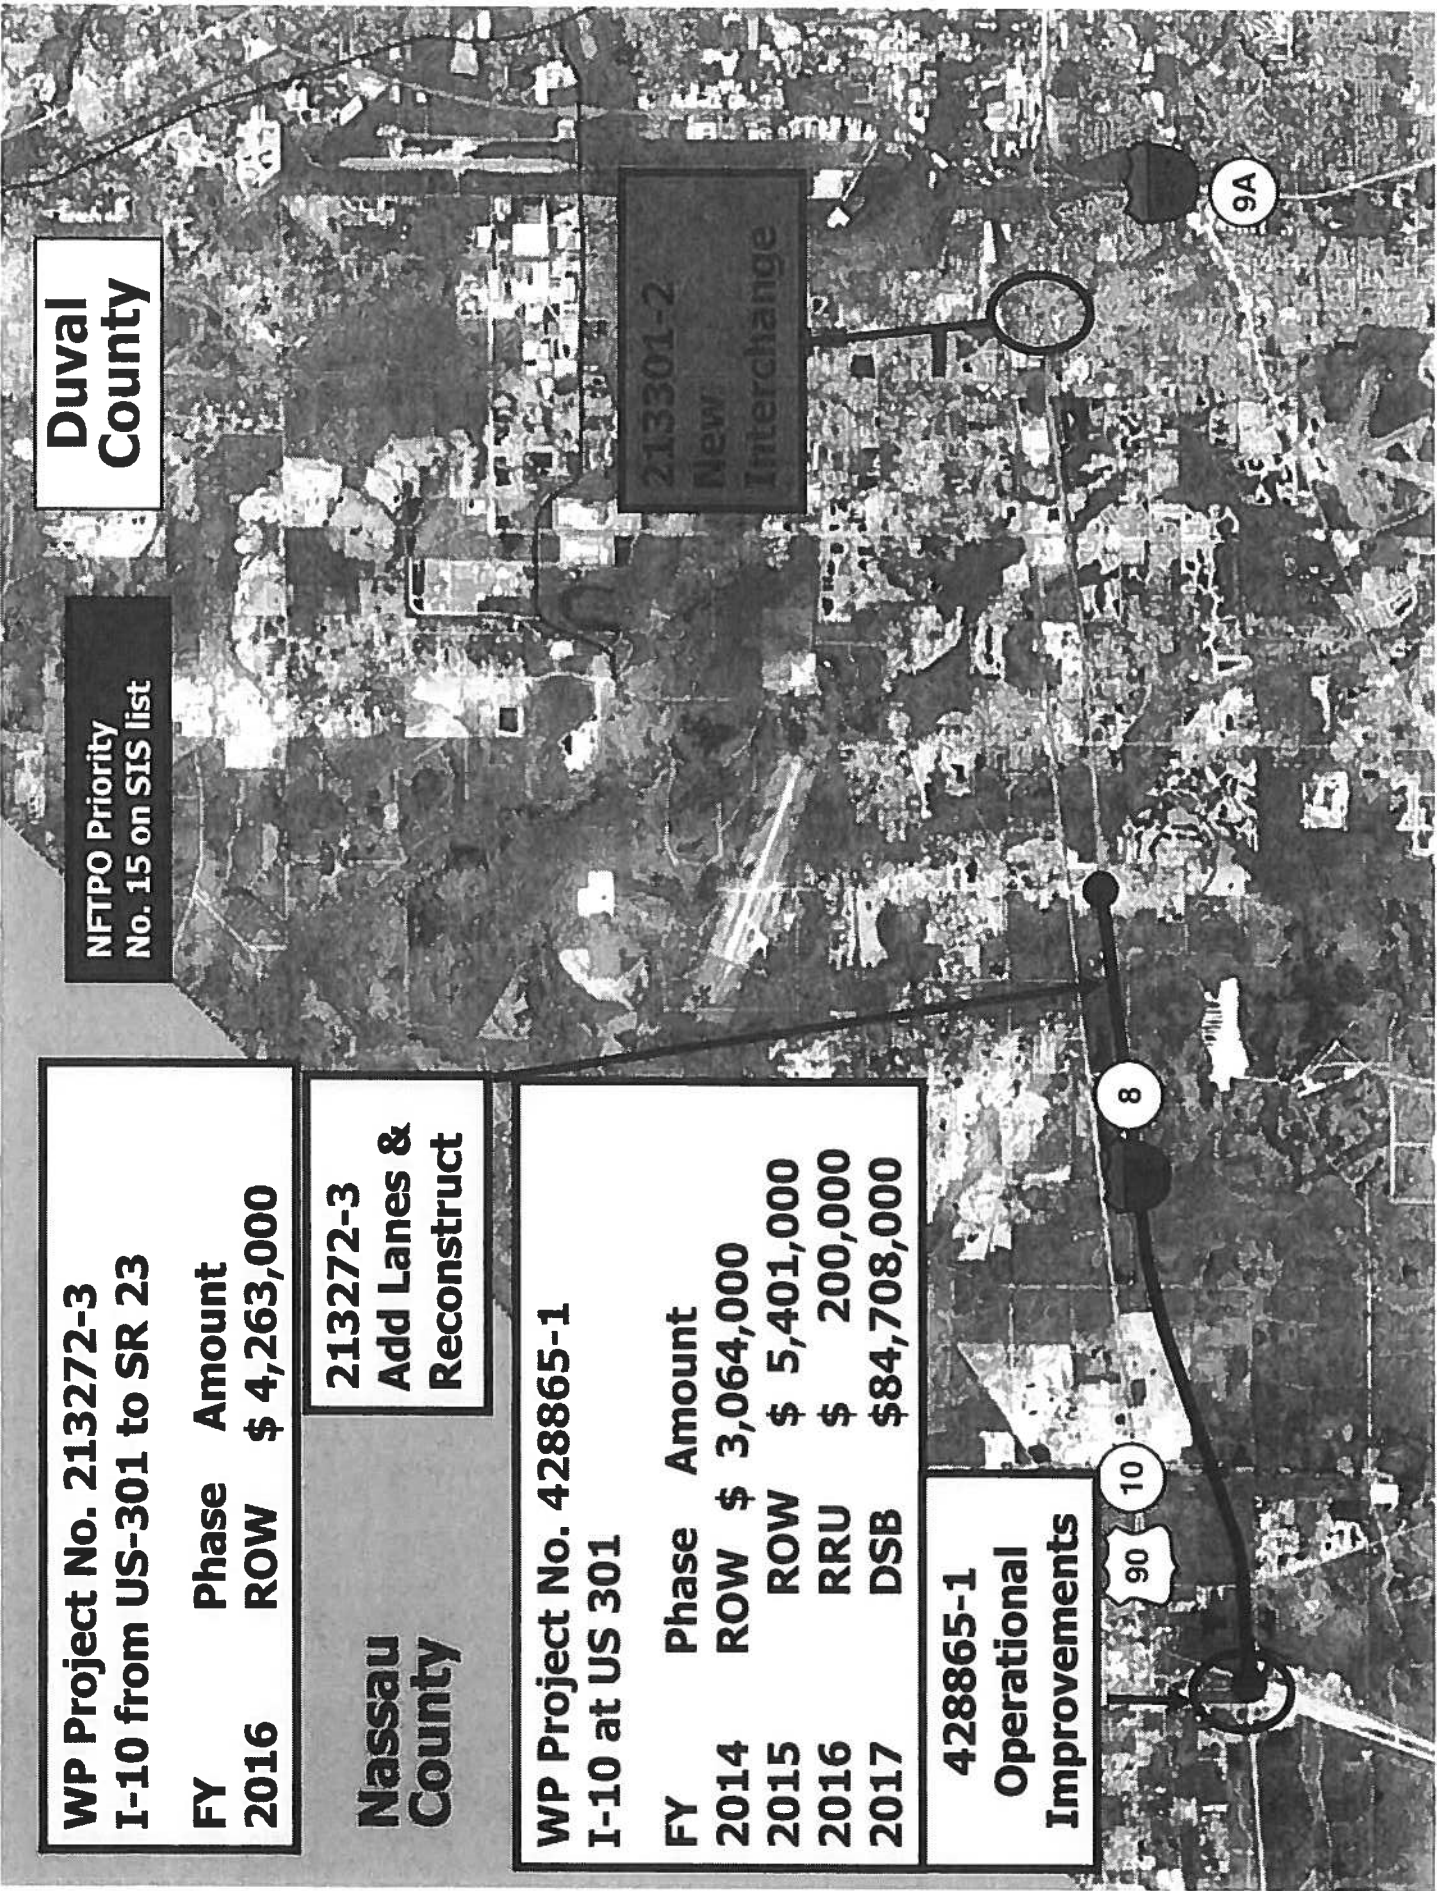 WP Project No. 213272-3
I-10 from US-301 to SR 23
FY Phase Amount
2016 ROW $ 4,263,000
NFTPO Priority
No. 15 on SIS list
Duval
County
213272-3
Add Lanes &
Reconstruct
Nassau
County
WP Project No. 428865-1
I-10 at US 301
FY Phase Amount
2014 ROW $ 3,064,000
2015 ROW $ 5,401,000
2016 RRU $ 200,000
2017 DSB $84,708,000
213301-2
New
Interchange
428865-1
Operational
Improvements
90
10
8
9A